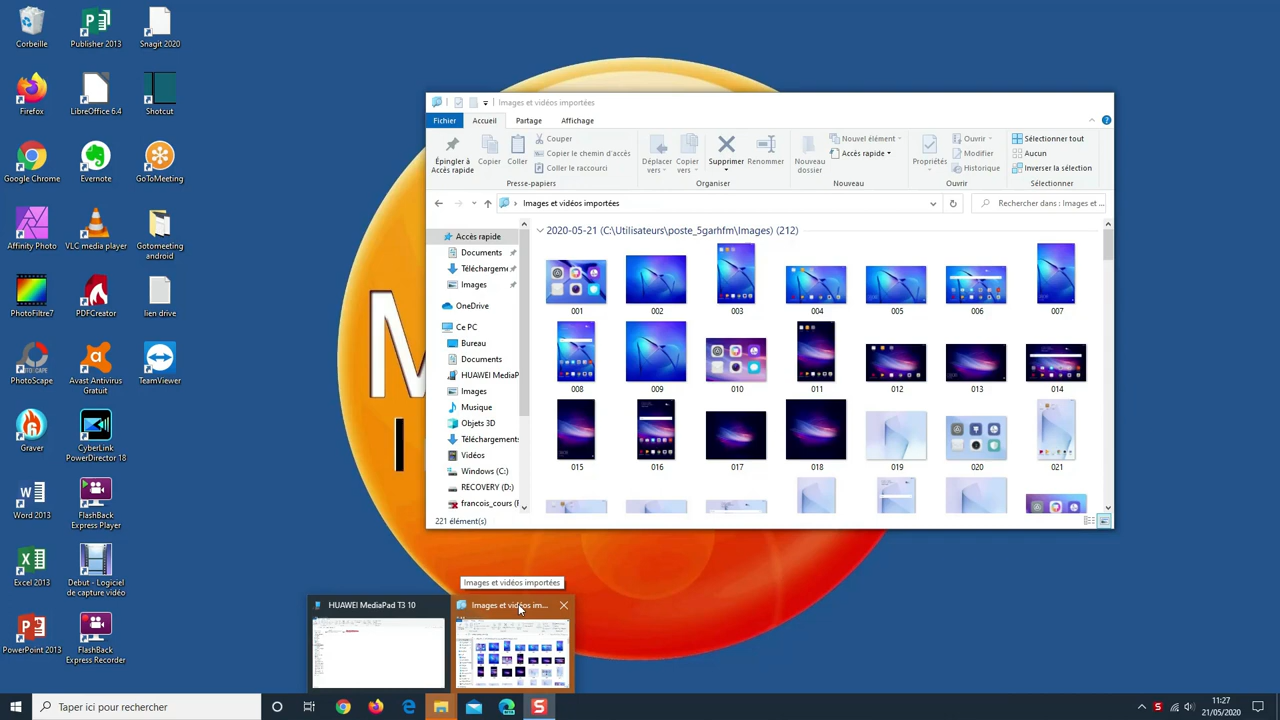 Corbeille
Publisher 2013
Snagit 2020
Firefox
LibreOffice 6.4
Shotcut
Google Chrome
Evernote
GoToMeeting
Affinity Photo
VLC media player
Gotomeeting
android
PhotoFiltre7
PDFCreator
lien drive
PhotoScape
Avast Antivirus
Gratuit
TeamViewer
Graver
CyberLink
PowerDirector 18
Word 2013
FlashBack
Express Player
Excel 2013
Debut - Logiciel
de capture vidéo
PowerPoint 2013
FlashBack
Express Recorder
M
I
Images et vidéos importées
Fichier
Accueil
Partage
Affichage
Épingler à
Accès rapide
Copier
Coller
Couper
Copier le chemin d'accès
Coller le raccourci
Presse-papiers
Déplacer
vers
Copier
vers
Supprimer
Renommer
Organiser
Nouveau
dossier
Nouvel élément
Accès rapide
Nouveau
Propriétés
Ouvrir
Modifier
Historique
Ouvrir
Sélectionner tout
Aucun
Inverser la sélection
Sélectionner
Images et vidéos importées
Rechercher dans : Images et ...
Accès rapide
Documents
Téléchargeme
Images
OneDrive
Ce PC
Bureau
Documents
HUAWEI MediaP
Images
Musique
Objets 3D
Téléchargements
Vidéos
Windows (C:)
RECOVERY (D:)
francois_cours (
2020-05-21 (C:\Utilisateurs\poste_5garhfm\Images) (212)
001
002
003
004
005
006
007
008
009
010
011
012
013
014
015
016
017
018
019
020
021
221 élément(s)
Images et vidéos importées
HUAWEI MediaPad T3 10
Images et vidéos im...
Taper ici pour rechercher
11:27
21/05/2020